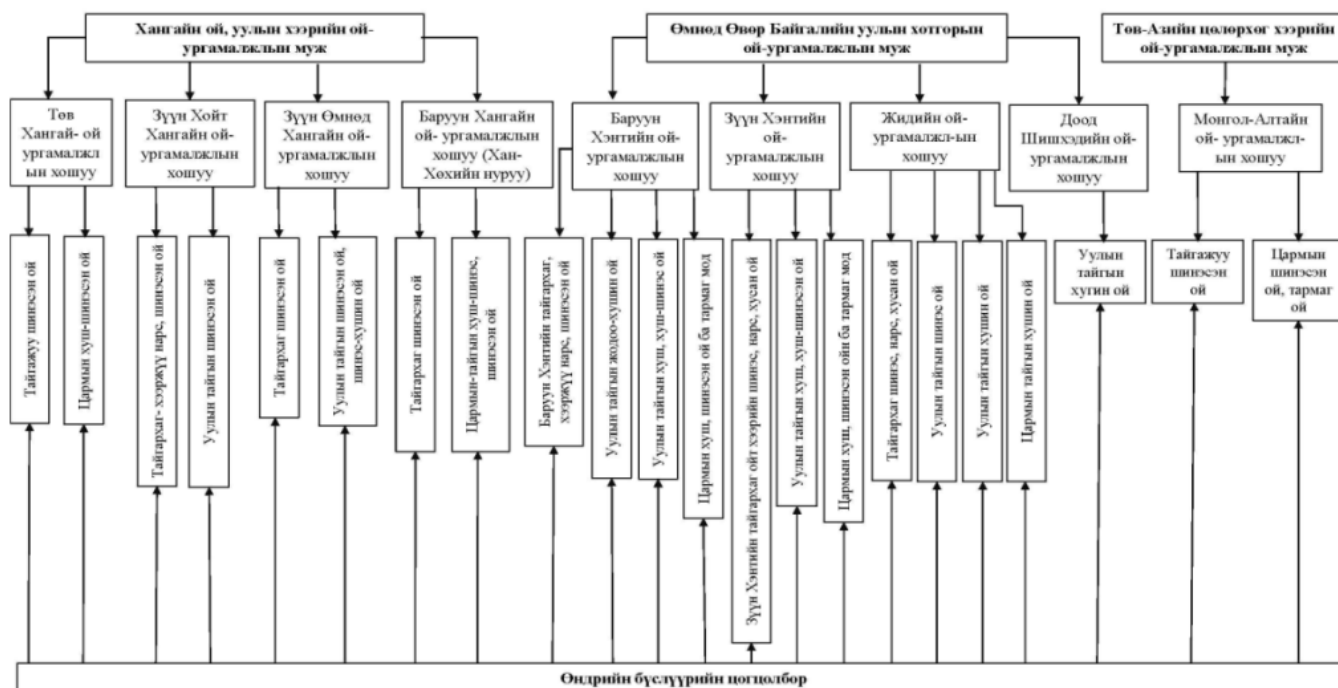 Хангайн ой, уулын хээрийн ой-
ургамалжлын муж
Өмнөд Өвөр Байгалийн уулын хотгорын
ой-ургамалжлын муж
Төв-Азийн цөлөрхөг хээрийн
ой-ургамалжлын муж
Төв
Хангай- ой
ургамалжл
ын хошуу
Зүүн Хойт
Хангайн ой-
ургамалжлын
хошуу
Зүүн Өмнөд
Хангайн ой-
ургамалжлын
хошуу
Баруун Хангайн
ой- ургамалжлын
хошуу (Хан-
Хөхийн нуруу)
Баруун
Хэнтийн ой-
ургамалжлын
хошуу
Зүүн Хэнтийн
ой-
ургамалжлын
хошуу
Жидийн ой-
ургамалжл-ын
хошуу
Доод
Шишхэдийн ой-
ургамалжлын
хошуу
Монгол-Алтайн
ой- ургамалжл-
ын хошуу
Тайгажуу шинэсэн ой
Цармын хуш-шинэсэн ой
Тайгархаг- хээржүү нарс, шинэсэн ой
Уулын тайгын шинэсэн ой
Тайгархаг шинэсэн ой
Уулын тайгын шинэсэн ой,
шинэс-хушин ой
Тайгархаг шинэсэн ой
Цармын-тайгын хуш-шинэс,
шинэсэн ой
Баруун Хэнтийн тайгархаг,
хээржүү нарс, шинэсэн ой
Уулын тайгын жодоо-хушин ой
Уулын тайгын хуш, хуш-шинэс ой
Цармын хуш, шинэсэн ой ба тармаг мод
Зүүн Хэнтийн тайгархаг ойт хээрийн шинэс, нарс, хусан ой
Уулын тайгын хуш, хуш-шинэсэн ой
Цармын хуш, шинэсэн ойн ба тармаг мод
Тайгархаг шинэс, нарс, хусан ой
Уулын тайгын шинэс ой
Уулын тайгын хушин ой
Цармын тайгын хушин ой
Уулын
тайгын
хугин ой
Тайгажуу
шинэсэн
ой
Цармын
шинэсэн
ой, тармаг
ой
Өндрийн бүслүүрийн цогцолбор